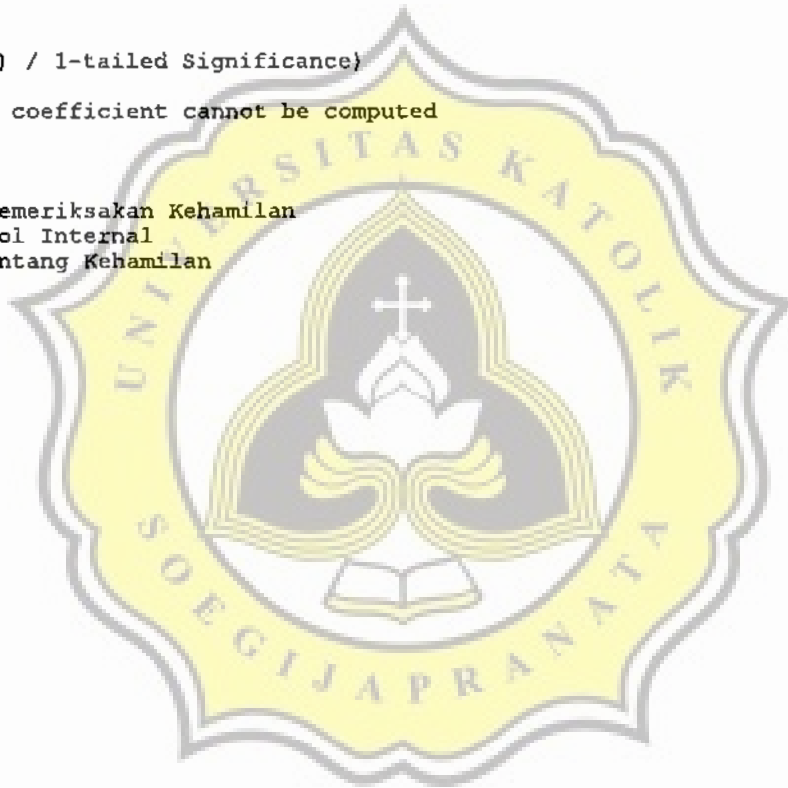 ) / 1-tailed Significance)
coefficient cannot be computed
emeriksakan Kehamilan
ol Internal
ntang Kehamilan
UNIVERSITAS KATOLIK
SOEGIJAPRANATA